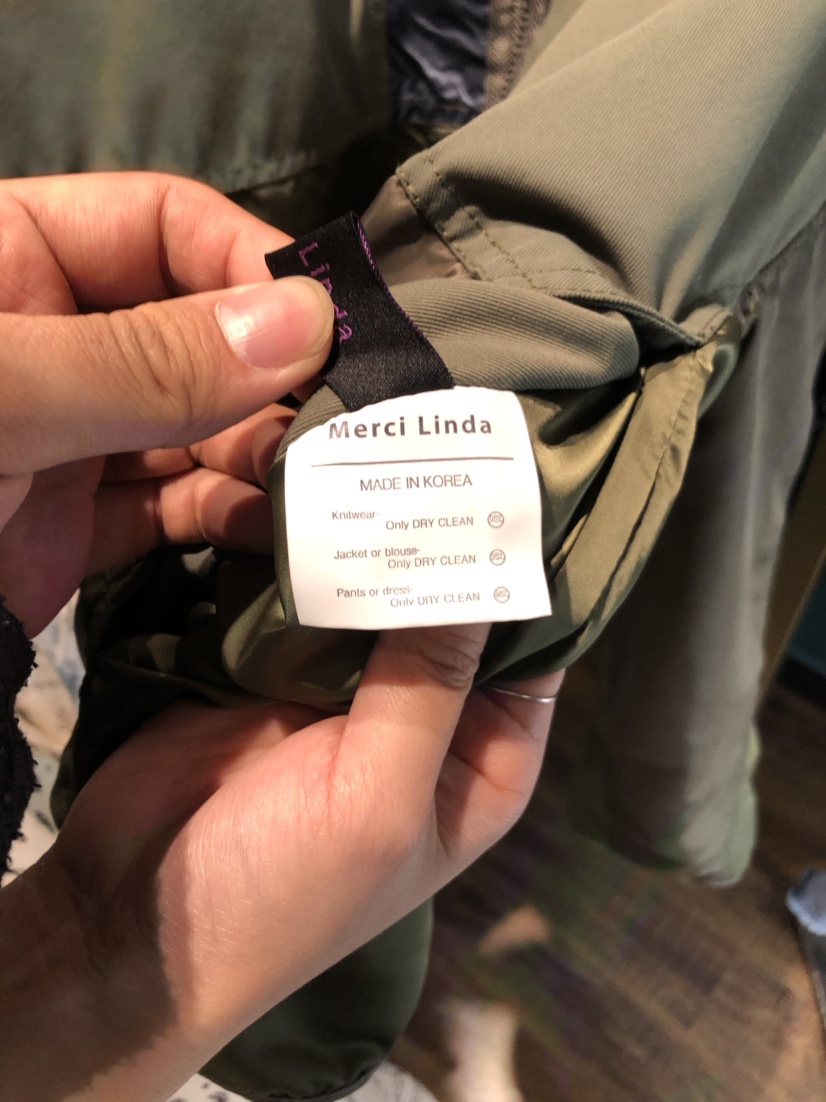 Linda
Merci Linda
MADE IN KOREA
Knitwear-
Only DRY CLEAN
Jacket or blouse-
Only DRY CLEAN
Pants or dress-
Only DRY CLEAN